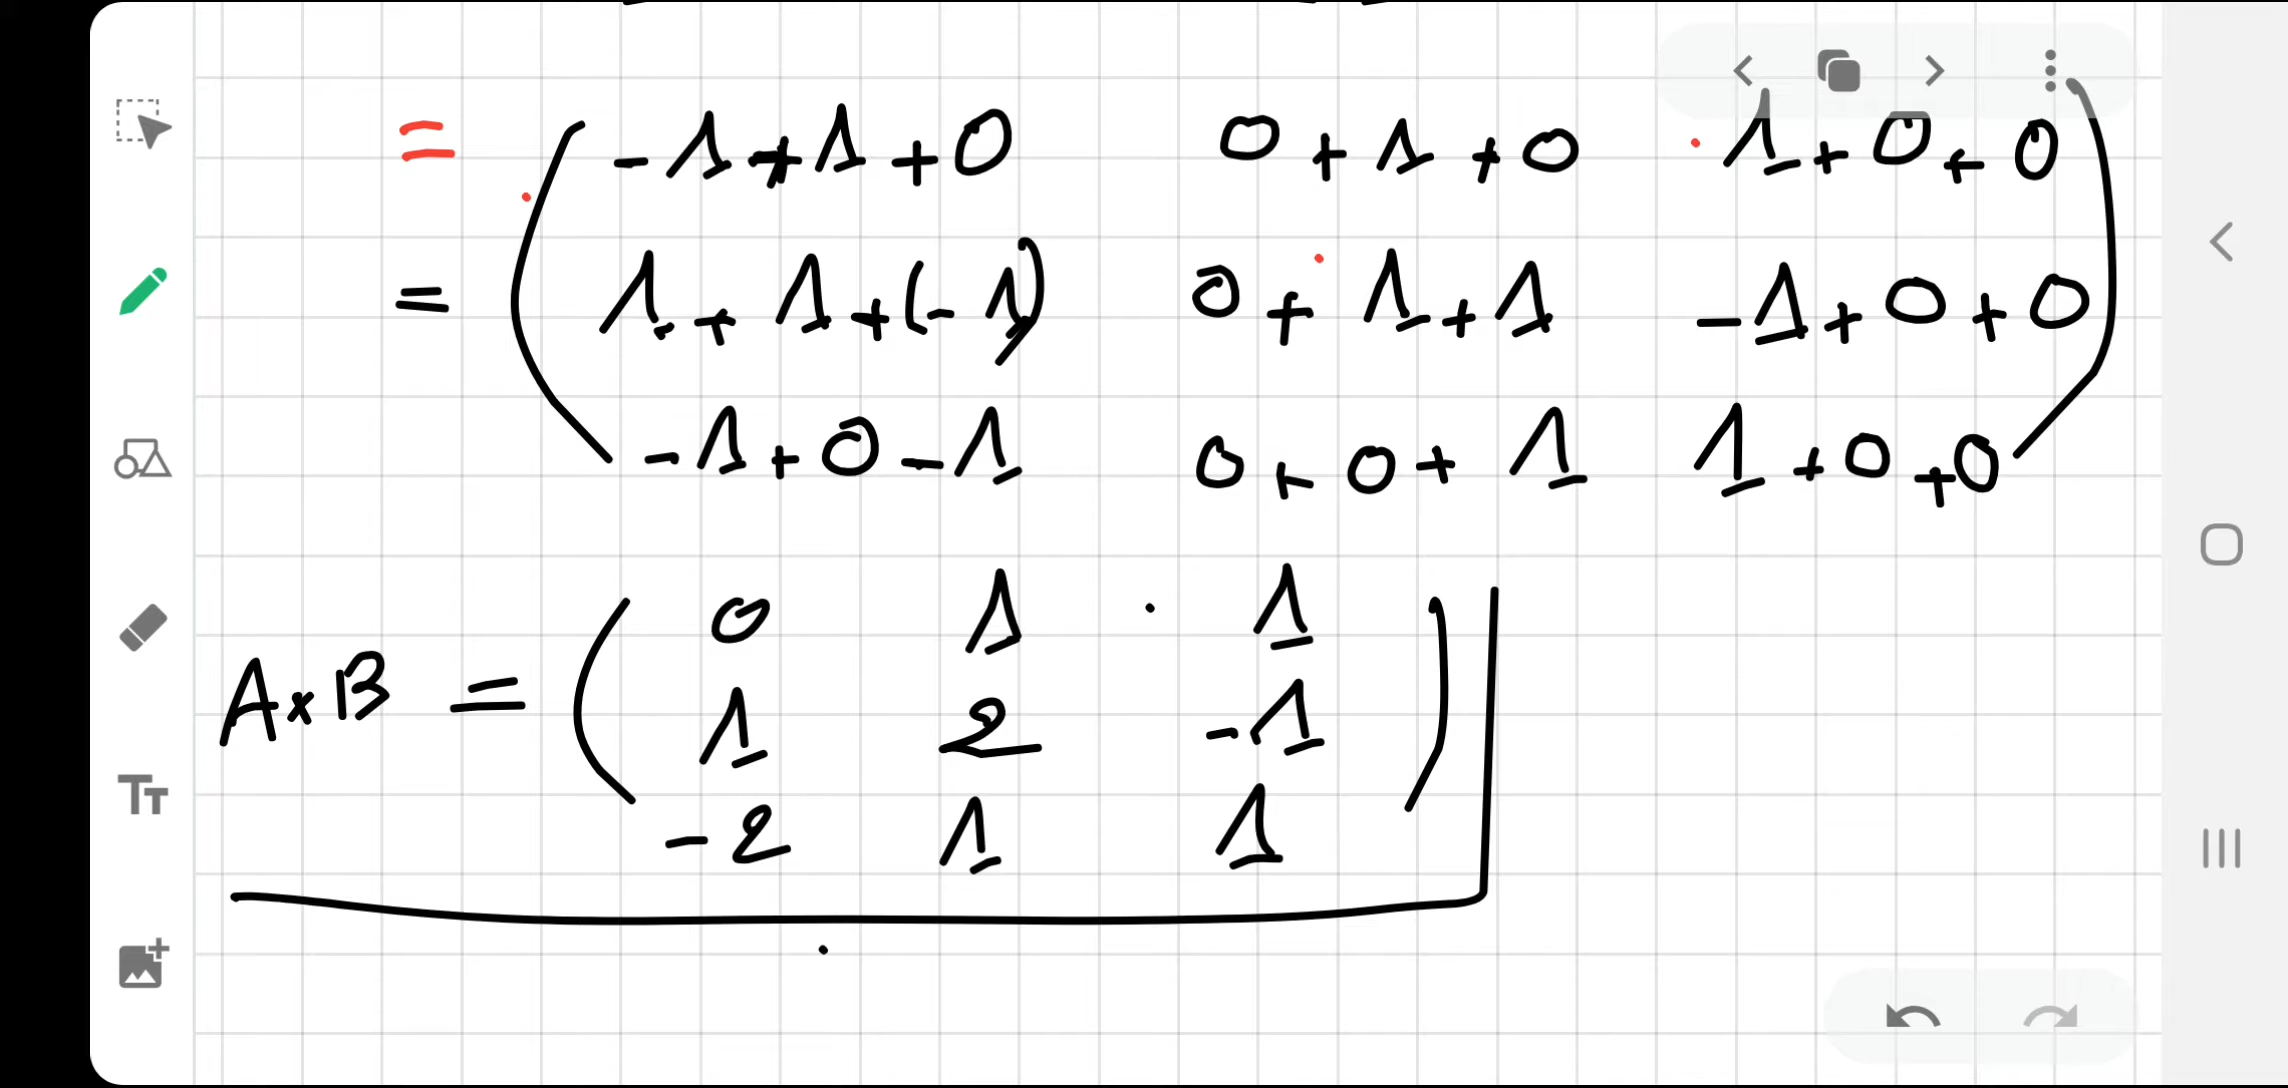 =
-1+1+0 0+1+0 1+0+0
= 1+1+(-1) 0+1+1 -1+0+0
-1+0-1 0+0+1 1+0+0
0 1 1
A×B = 1 2 -1
-2 1 1
Tт